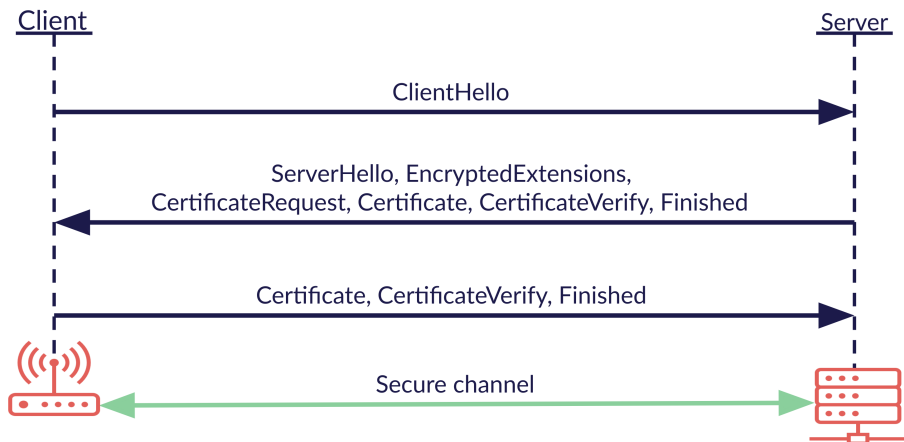 Client
Server
ClientHello
ServerHello, EncryptedExtensions,
CertificateRequest, Certificate, CertificateVerify, Finished
Certificate, CertificateVerify, Finished
Secure channel